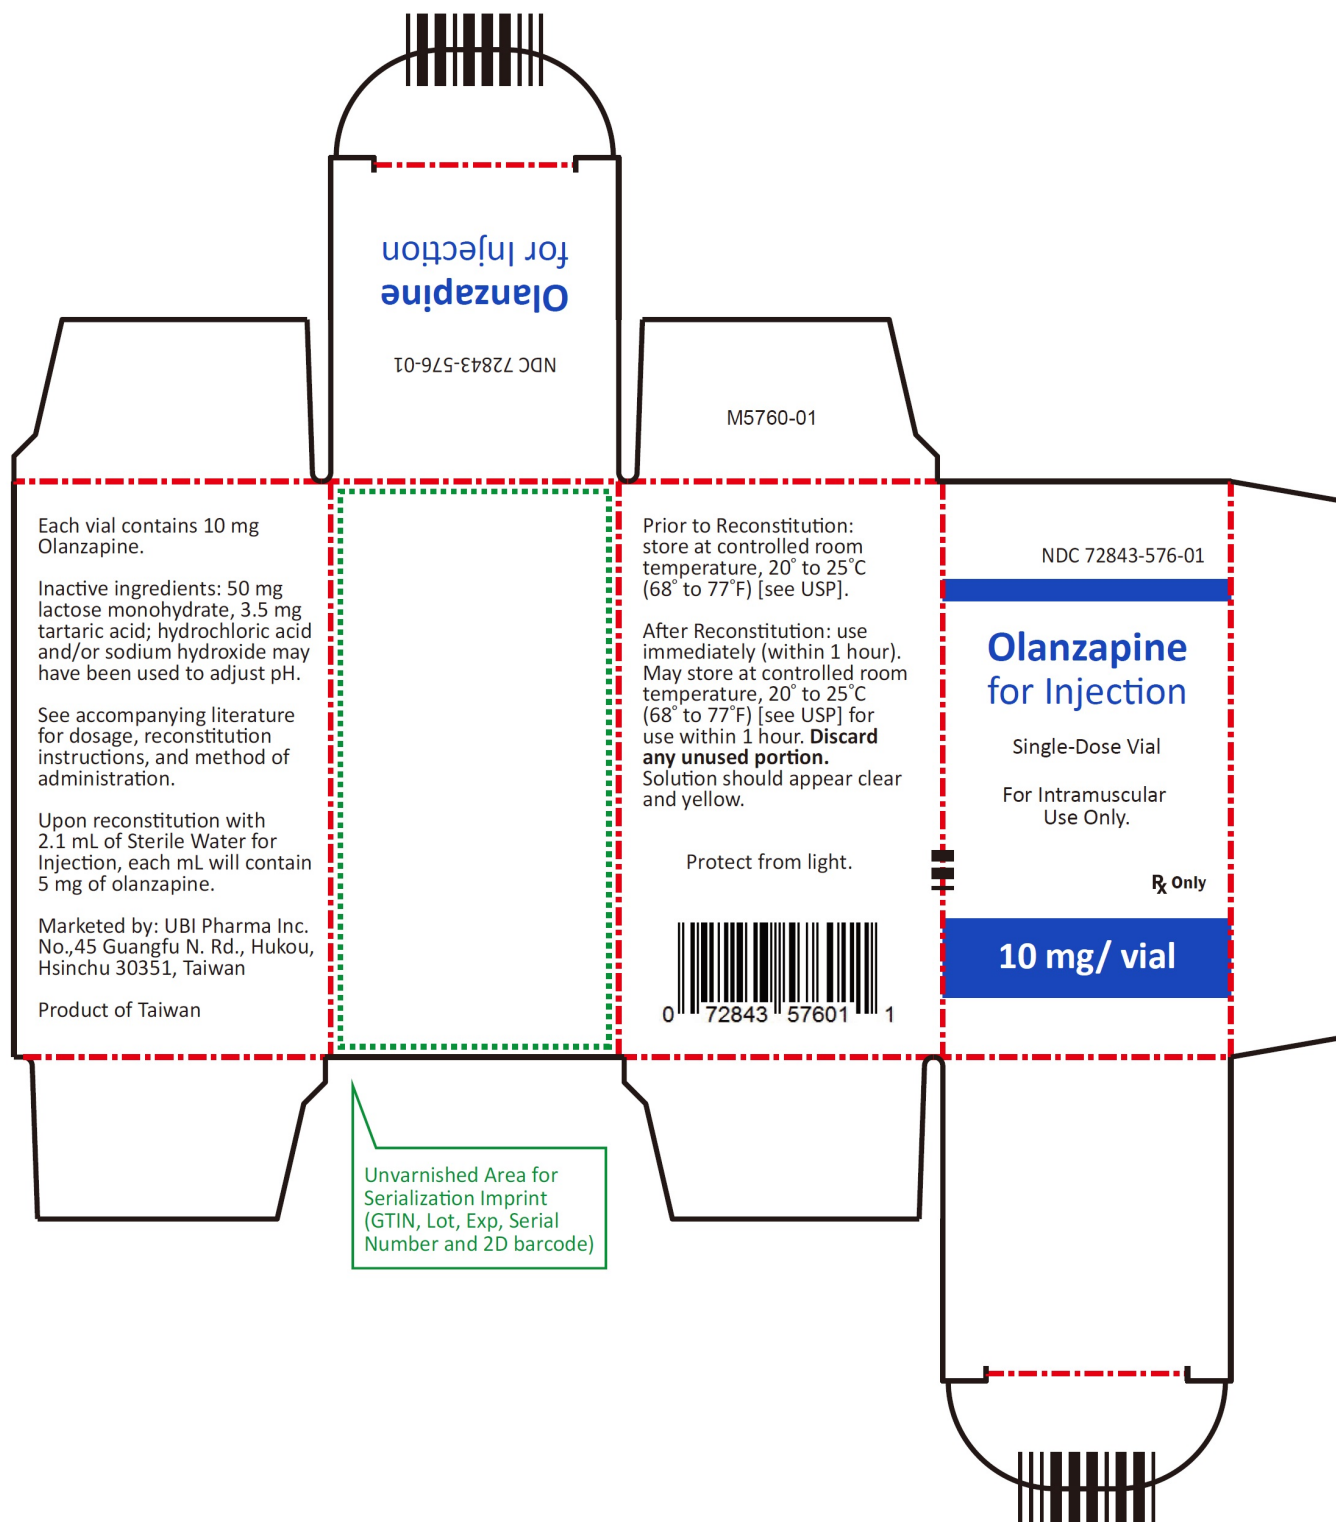 Olanzapine
for Injection
NDC 72843-576-01
M5760-01
Each vial contains 10 mg
Olanzapine.
Inactive ingredients: 50 mg
lactose monohydrate, 3.5 mg
tartaric acid; hydrochloric acid
and/or sodium hydroxide may
have been used to adjust pH.
See accompanying literature
for dosage, reconstitution
instructions, and method of
administration.
Upon reconstitution with
2.1 mL of Sterile Water for
Injection, each mL will contain
5 mg of olanzapine.
Marketed by: UBI Pharma Inc.
No.,45 Guangfu N. Rd., Hukou,
Hsinchu 30351, Taiwan
Product of Taiwan
Unvarnished Area for
Serialization Imprint
(GTIN, Lot, Exp, Serial
Number and 2D barcode)
Prior to Reconstitution:
store at controlled room
temperature, 20° to 25°C
(68° to 77°F) [see USP].
After Reconstitution: use
immediately (within 1 hour).
May store at controlled room
temperature, 20° to 25°C
(68° to 77°F) [see USP] for
use within 1 hour. Discard
any unused portion.
Solution should appear clear
and yellow.
Protect from light.
0 72843 57601 1
NDC 72843-576-01
Olanzapine
for Injection
Single-Dose Vial
For Intramuscular
Use Only.
Rx Only
10 mg/ vial